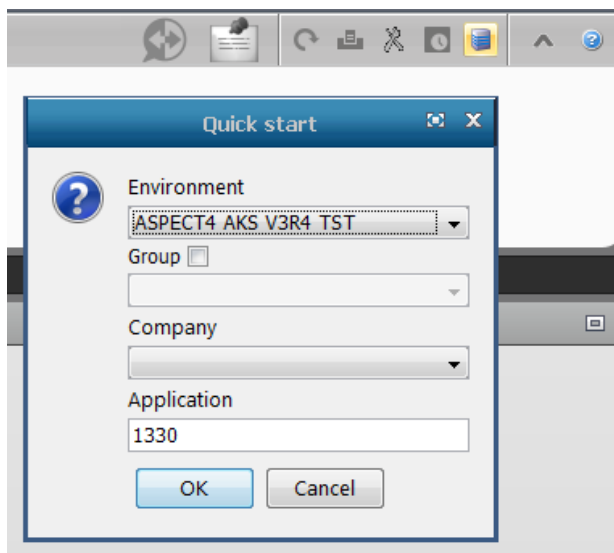 Quick start
Environment
ASPECT4 AKS V3R4 TST
Group
Company
Application
1330
OK Cancel